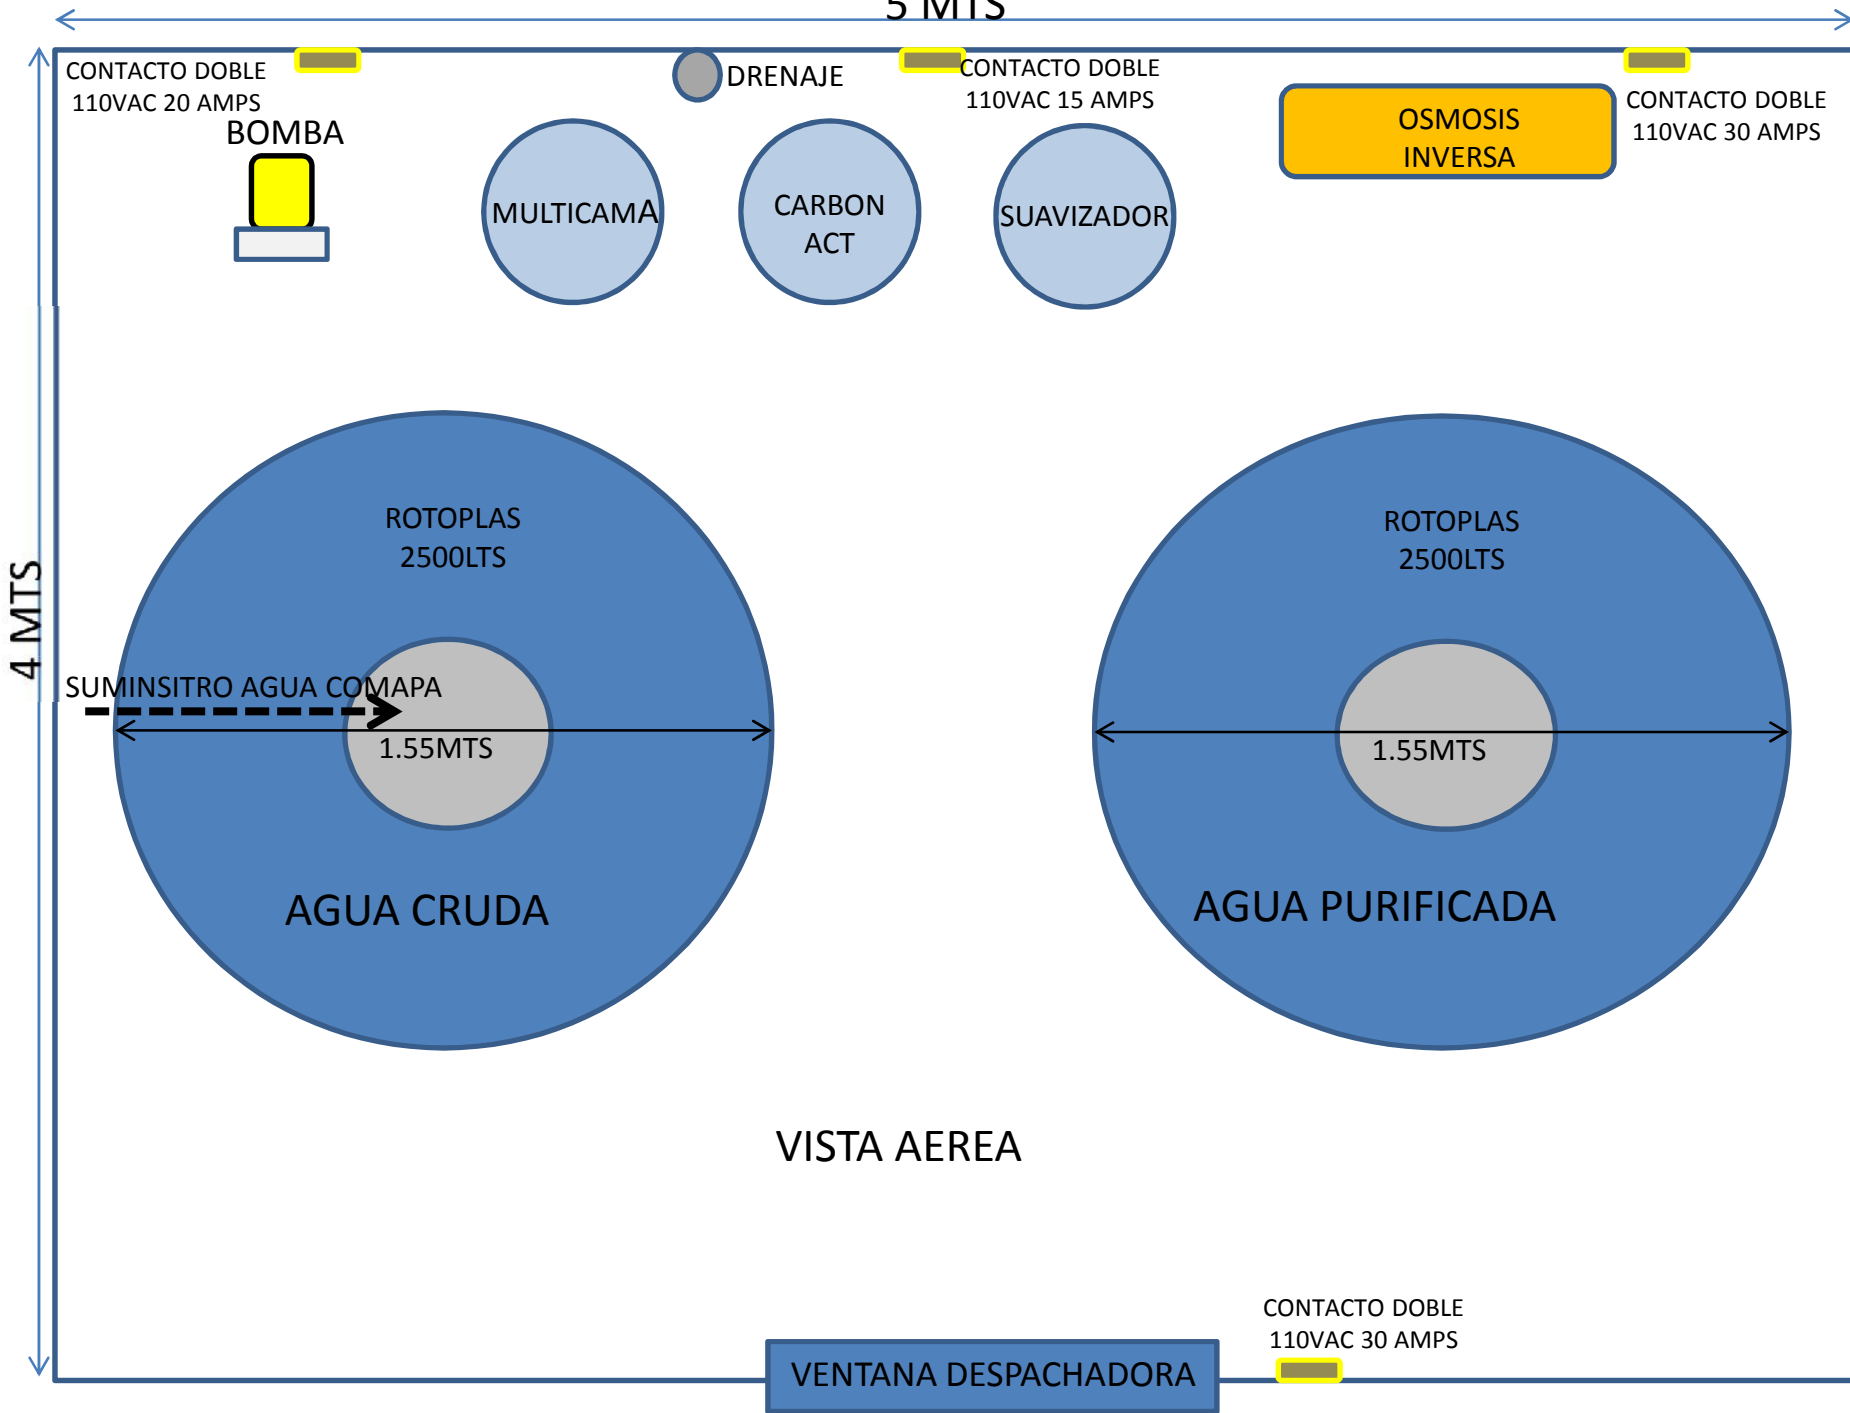 5 MTS
CONTACTO DOBLE
110VAC 20 AMPS
BOMBA
DRENAJE
CONTACTO DOBLE
110VAC 15 AMPS
OSMOSIS
INVERSA
CONTACTO DOBLE
110VAC 30 AMPS
MULTICAMA
CARBON
ACT
SUAVIZADOR
4 MTS
ROTOPLAS
2500LTS
ROTOPLAS
2500LTS
SUMINSITRO AGUA COMAPA
1.55MTS
1.55MTS
AGUA CRUDA
AGUA PURIFICADA
VISTA AEREA
CONTACTO DOBLE
110VAC 30 AMPS
VENTANA DESPACHADORA